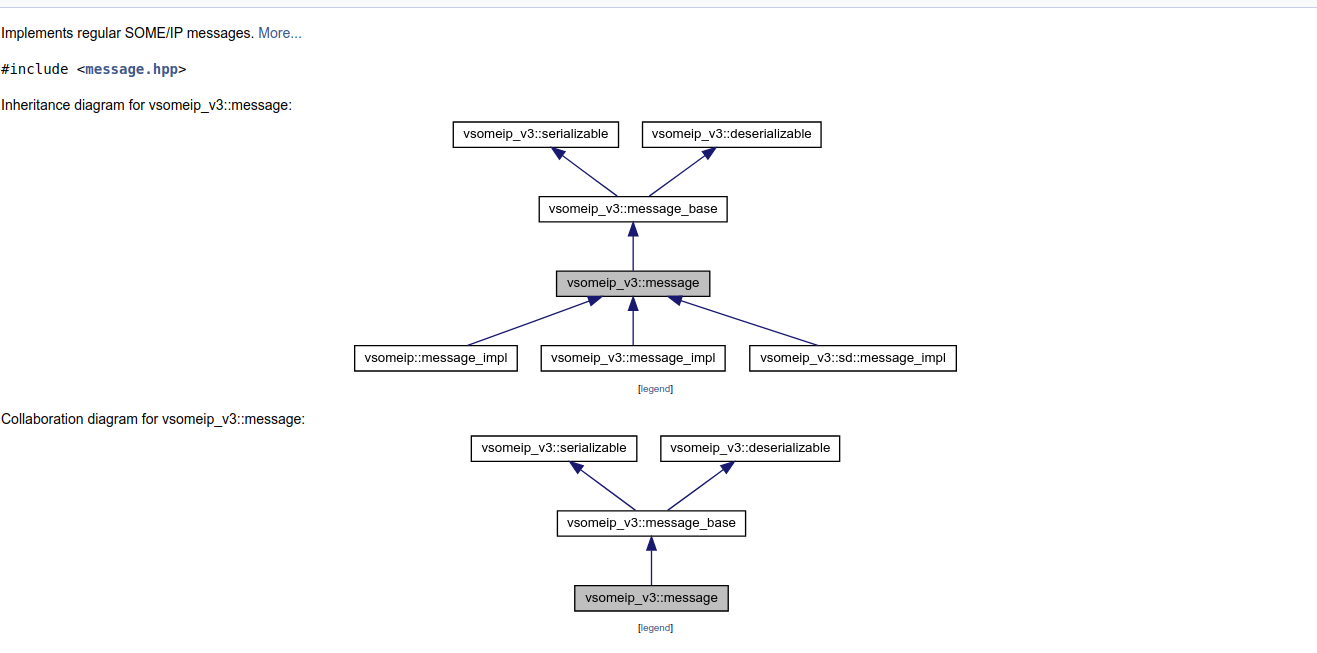 Implements regular SOME/IP messages. More...
#include <message.hpp>
Inheritance diagram for vsomeip_v3::message:
vsomeip_v3::serializable
vsomeip_v3::deserializable
vsomeip_v3::message_base
vsomeip_v3::message
vsomeip::message_impl
vsomeip_v3::message_impl
vsomeip_v3::sd::message_impl
[legend]
Collaboration diagram for vsomeip_v3::message:
vsomeip_v3::serializable
vsomeip_v3::deserializable
vsomeip_v3::message_base
vsomeip_v3::message
[legend]